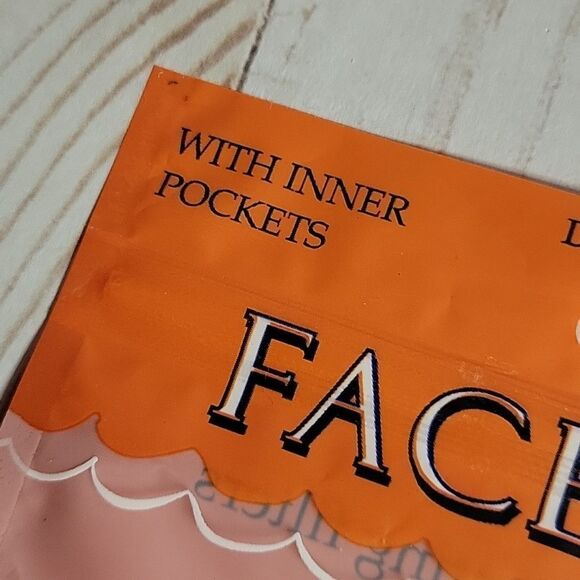 WITH INNER
POCKETS
FACE